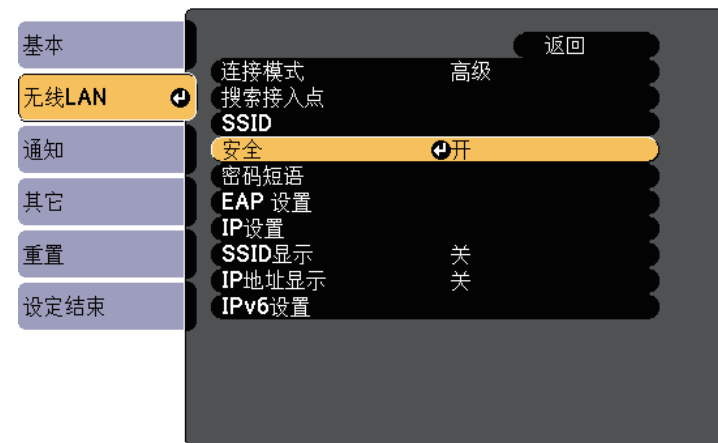 基本
无线LAN
通知
其它
重置
设定结束
返回
连接模式 高级
搜索接入点
SSID
安全 开
密码短语
EAP 设置
IP设置
SSID显示 关
IP地址显示 关
IPv6设置